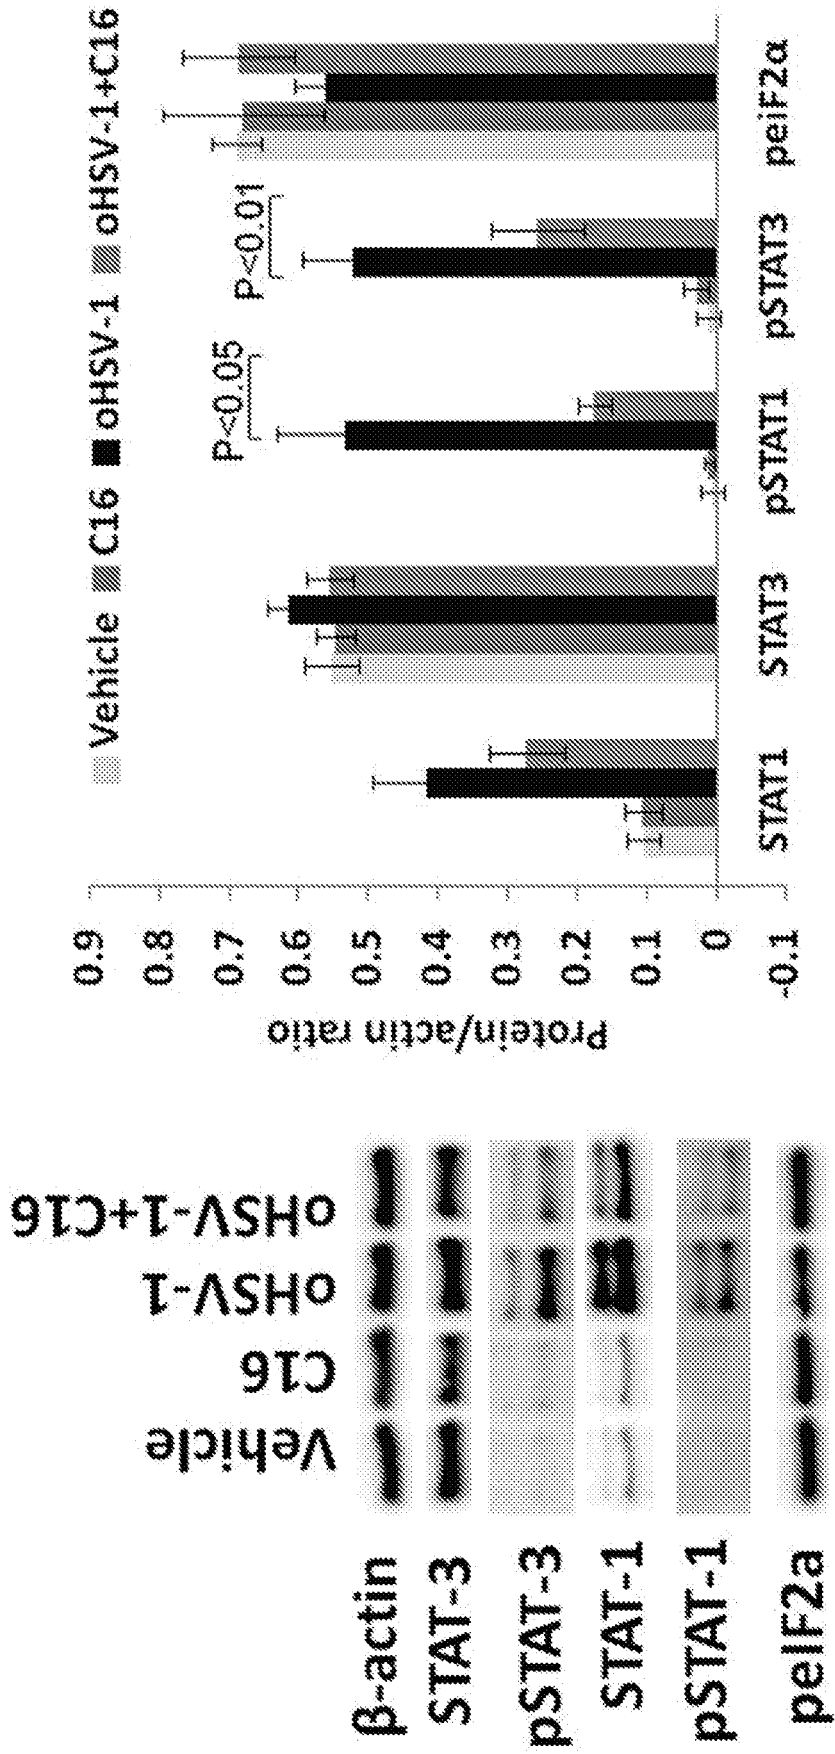 Vehicle
C16
oHSV-1
oHSV-1+C16
β-actin
STAT-3
pSTAT-3
STAT-1
pSTAT-1
peIF2a
Vehicle C16 oHSV-1 oHSV-1+C16
Protein/actin ratio
0.9
0.8
0.7
0.6
0.5
0.4
0.3
0.2
0.1
0
-0.1
P<0.05
P<0.01
STAT1 STAT3 pSTAT1 pSTAT3 peiF2α